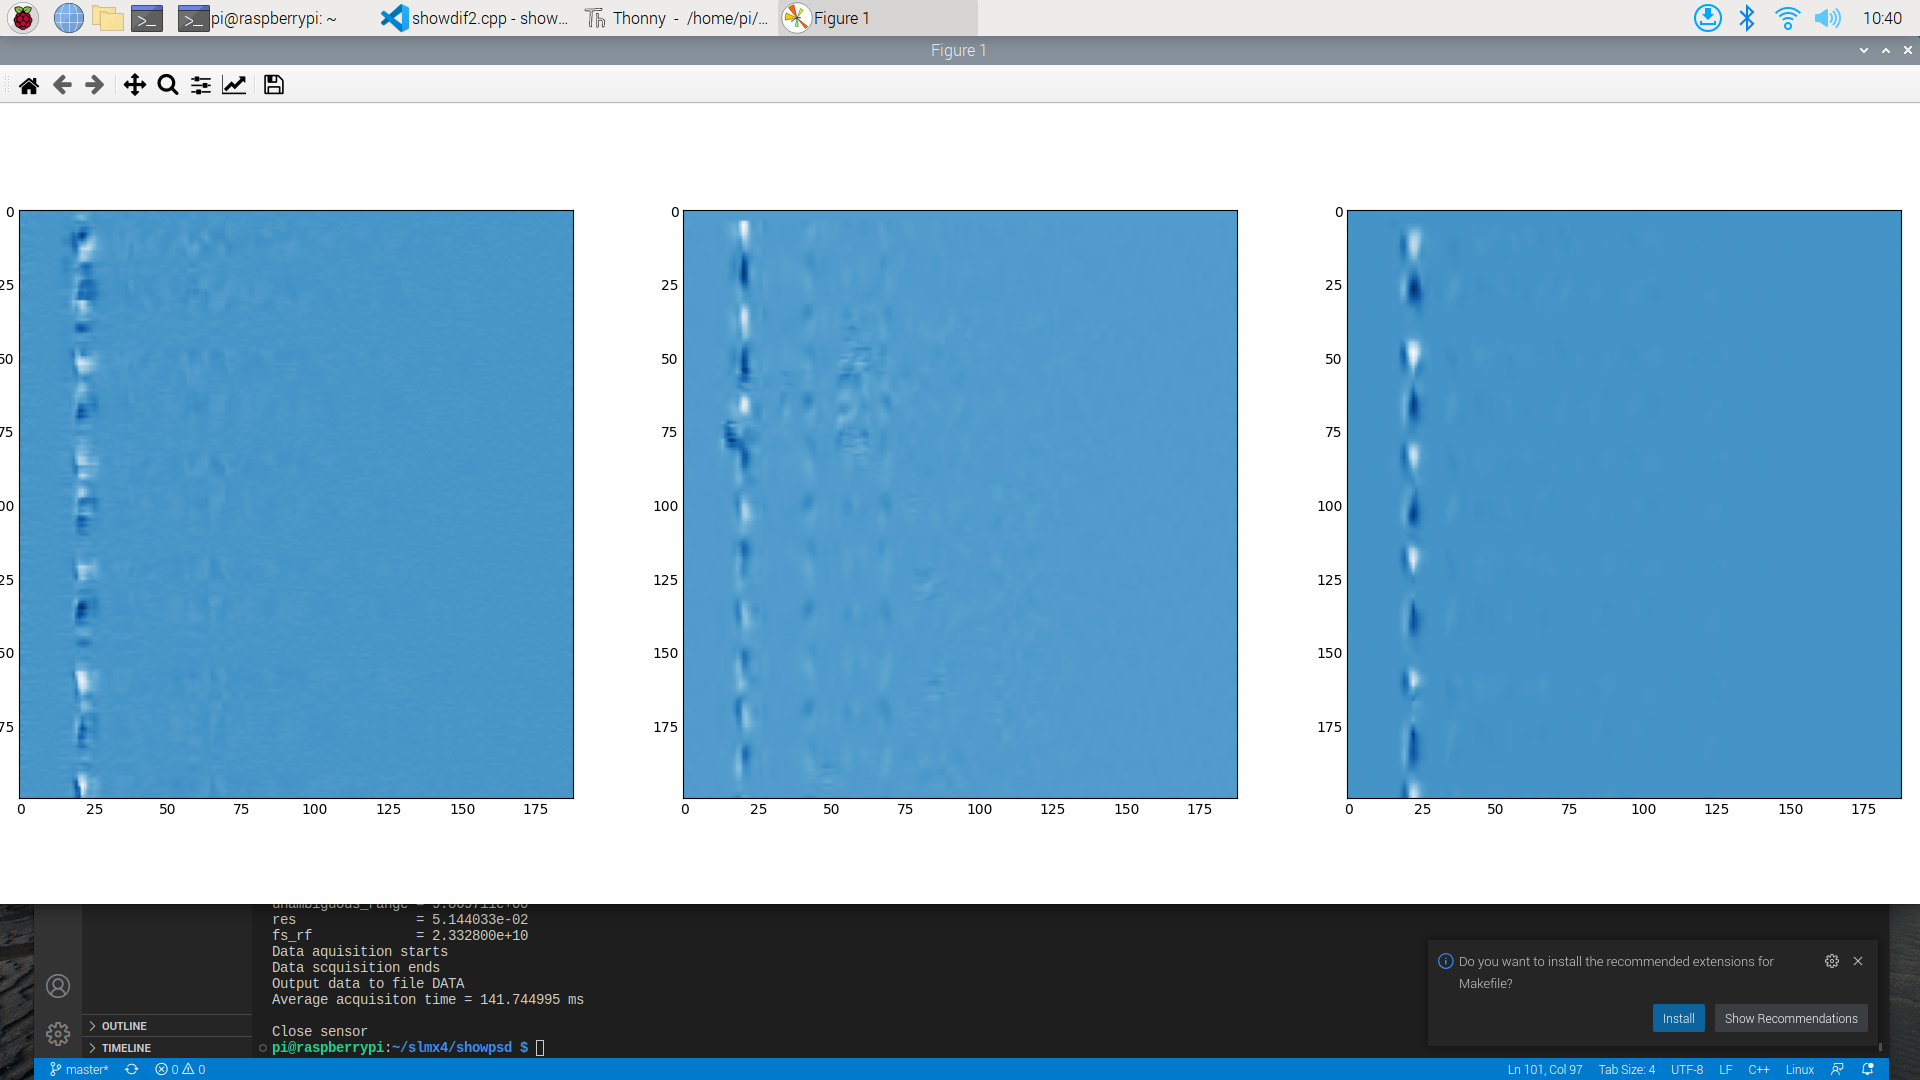 pi@raspberrypi: ~
showdif2.cpp - show...
Thonny - /home/pi/...
Figure 1
10:40
Figure 1
0
25
50
75
100
125
150
175
0 25 50 75 100 125 150 175
0
25
50
75
100
125
150
175
0 25 50 75 100 125 150 175
0
25
50
75
100
125
150
175
0 25 50 75 100 125 150 175
unambiguous_range =
res = 5.144033e-02
fs_rf = 2.332800e+10
Data aquisition starts
Data scquisition ends
Output data to file DATA
Average acquisiton time = 141.744995 ms
Close sensor
pi@raspberrypi:~/slmx4/showpsd $
OUTLINE
TIMELINE
Do you want to install the recommended extensions for
Makefile?
Install
Show Recommendations
master*
0 0
Ln 101, Col 97
Tab Size: 4
UTF-8
LF
C++
Linux